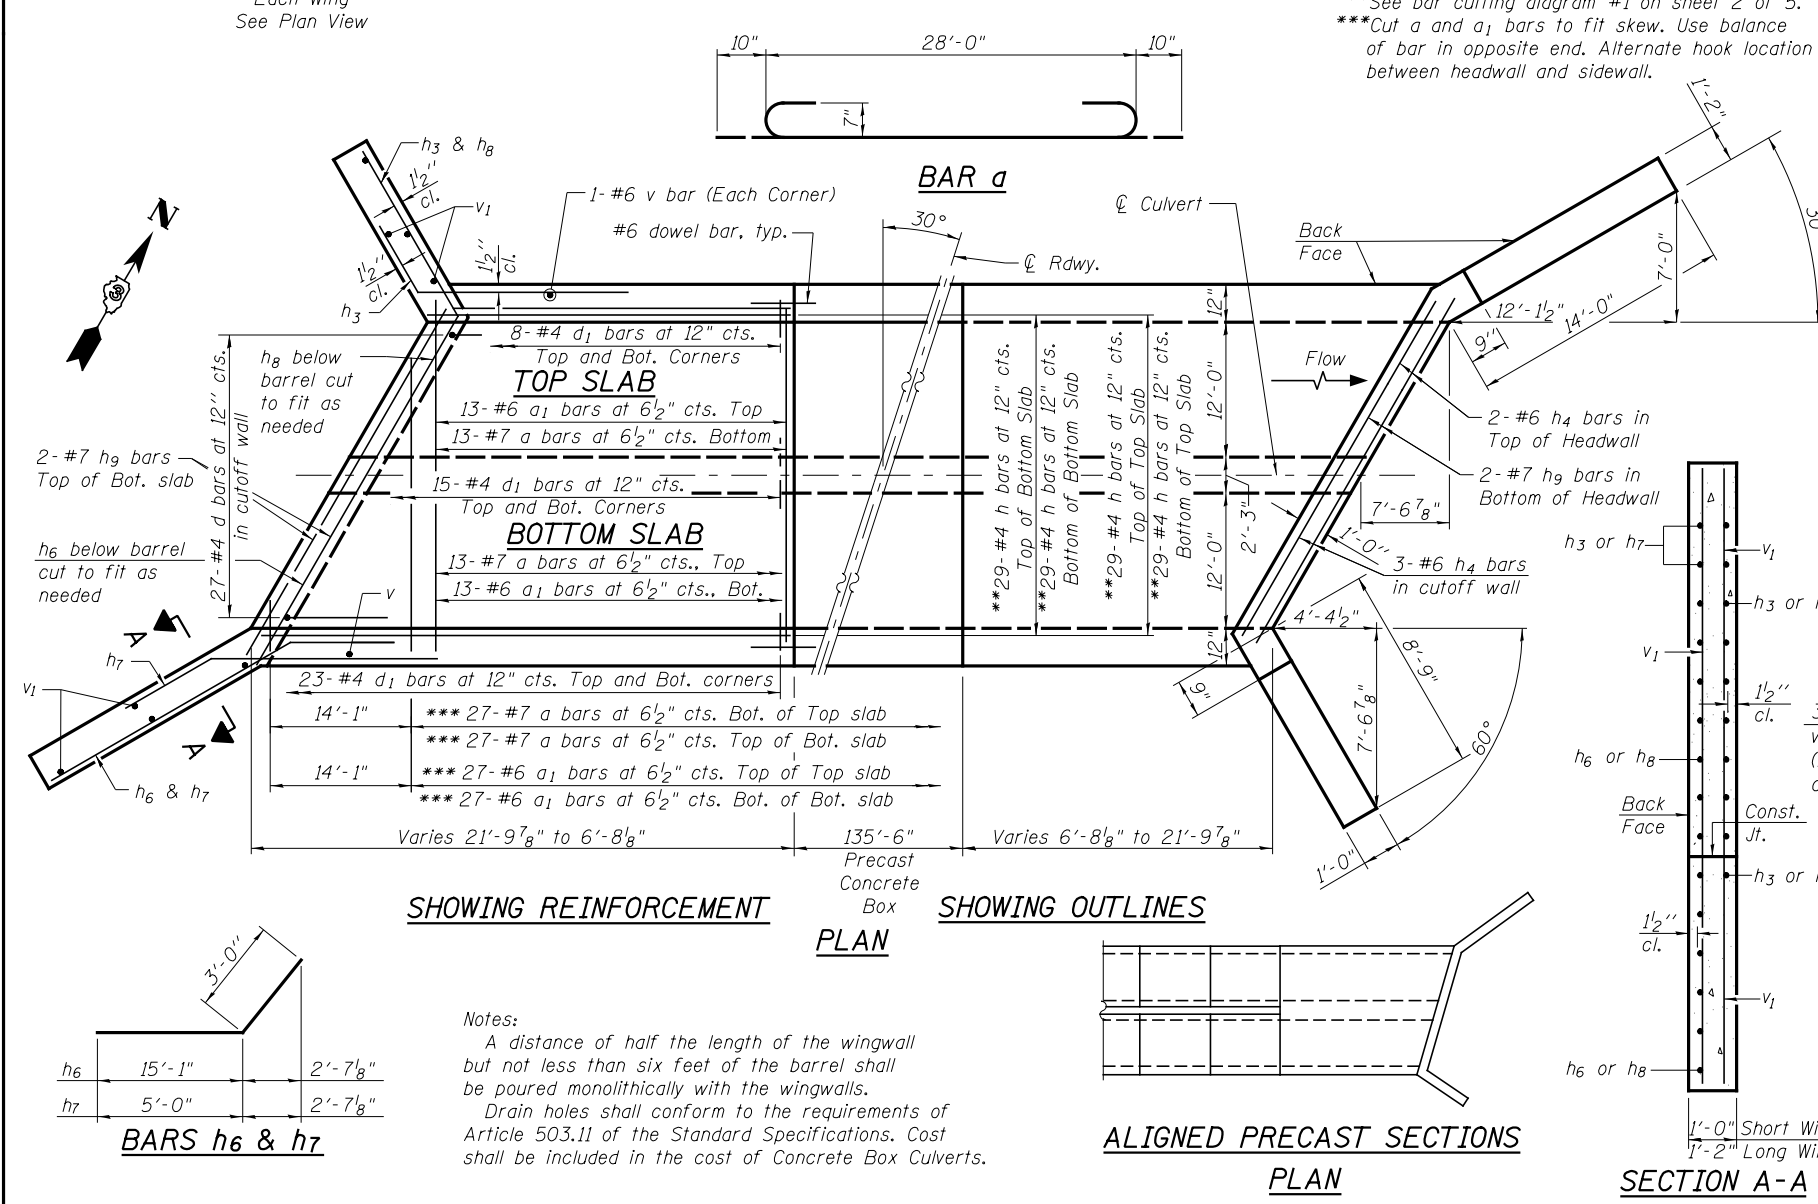 Each Wing
See Plan View
See bar cutting diagram #1 on sheet 2 of 5.
***Cut a and a1 bars to fit skew. Use balance
of bar in opposite end. Alternate hook location
between headwall and sidewall.
10"
28'-0"
10"
7"
BAR a
N
3
h3 & h8
1½" cl.
v1
1½" cl.
h3
1½" cl.
1-#6 v bar (Each Corner)
#6 dowel bar, typ.
30°
℄ Rdwy.
℄ Culvert
Back
Face
1'-2"
30°
7'-0"
12'-1½"
14'-0"
9"
12"
8-#4 d1 bars at 12" cts.
Top and Bot. Corners
TOP SLAB
13-#6 a1 bars at 6½" cts. Top
13-#7 a bars at 6½" cts. Bottom
15-#4 d1 bars at 12" cts.
Top and Bot. Corners
BOTTOM SLAB
13-#7 a bars at 6½" cts., Top
13-#6 a1 bars at 6½" cts., Bot.
23-#4 d1 bars at 12" cts. Top and Bot. corners
h8 below
barrel cut
to fit as
needed
27-#4 d bars at 12" cts.
in cutoff wall
2-#7 h9 bars
Top of Bot. slab
h6 below barrel
cut to fit as
needed
A
h7
v1
A
h6 & h7
v
**29-#4 h bars at 12" cts.
Top of Bottom Slab
**29-#4 h bars at 12" cts.
Bottom of Bottom Slab
**29-#4 h bars at 12" cts.
Top of Top Slab
**29-#4 h bars at 12" cts.
Bottom of Top Slab
12'-0"
2'-3"
12'-0"
12"
Flow
2-#6 h4 bars in
Top of Headwall
2-#7 h9 bars in
Bottom of Headwall
7'-6⅞"
1'-0"
3-#6 h4 bars
in cutoff wall
4'-4½"
8'-9"
9"
7'-6⅞"
60°
1'-0"
14'-1"
*** 27-#7 a bars at 6½" cts. Bot. of Top slab
*** 27-#7 a bars at 6½" cts. Top of Bot. slab
14'-1"
*** 27-#6 a1 bars at 6½" cts. Top of Top slab
*** 27-#6 a1 bars at 6½" cts. Bot. of Bot. slab
Varies 21'-9⅞" to 6'-8⅛"
135'-6"
Precast
Concrete
Box
Varies 6'-8⅛" to 21'-9⅞"
SHOWING REINFORCEMENT
SHOWING OUTLINES
PLAN
3'-0"
h6
15'-1"
2'-7⅛"
h7
5'-0"
2'-7⅛"
BARS h6 & h7
Notes:
A distance of half the length of the wingwall
but not less than six feet of the barrel shall
be poured monolithically with the wingwalls.
Drain holes shall conform to the requirements of
Article 503.11 of the Standard Specifications. Cost
shall be included in the cost of Concrete Box Culverts.
ALIGNED PRECAST SECTIONS
PLAN
h3 or h7
v1
h3 or
v1
1½"
cl.
h6 or h8
Back
Face
Const.
Jt.
h3 or
1½"
cl.
v1
h6 or h8
1'-0" Short
1'-2" Long
SECTION A-A